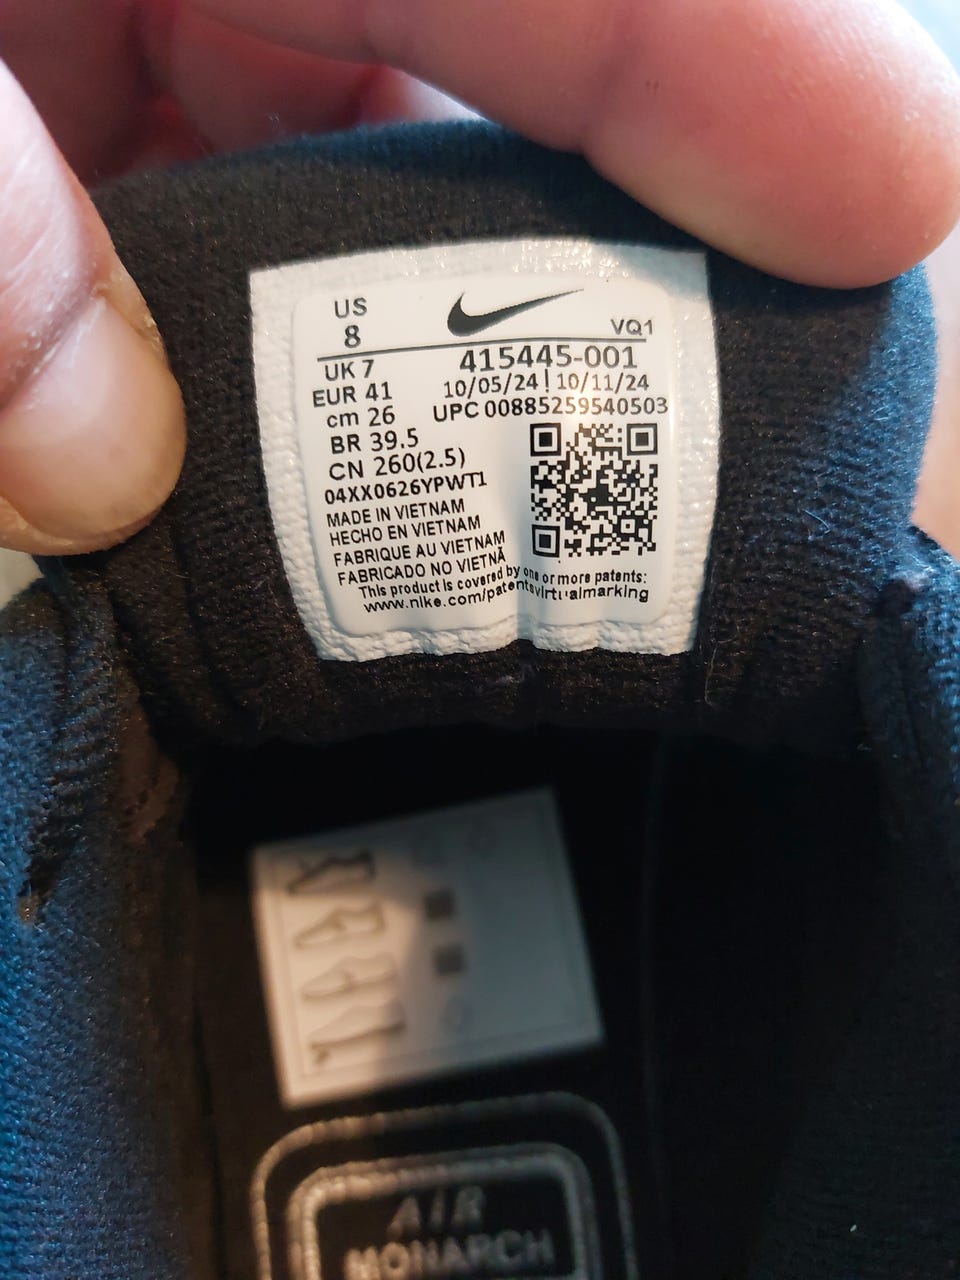 US
8
VQ1
UK 7
EUR 41
cm 26
BR 39.5
CN 260(2.5)
415445-001
10/05/24 | 10/11/24
UPC 00885259540503
04XX0626YPWT1
MADE IN VIETNAM
HECHO EN VIETNAM
FABRIQUE AU VIETNAM
FABRICADO NO VIETNÃ
This product is covered by one or more patents:
www.nike.com/patentsvirtualmarking
AIR
MONARCH